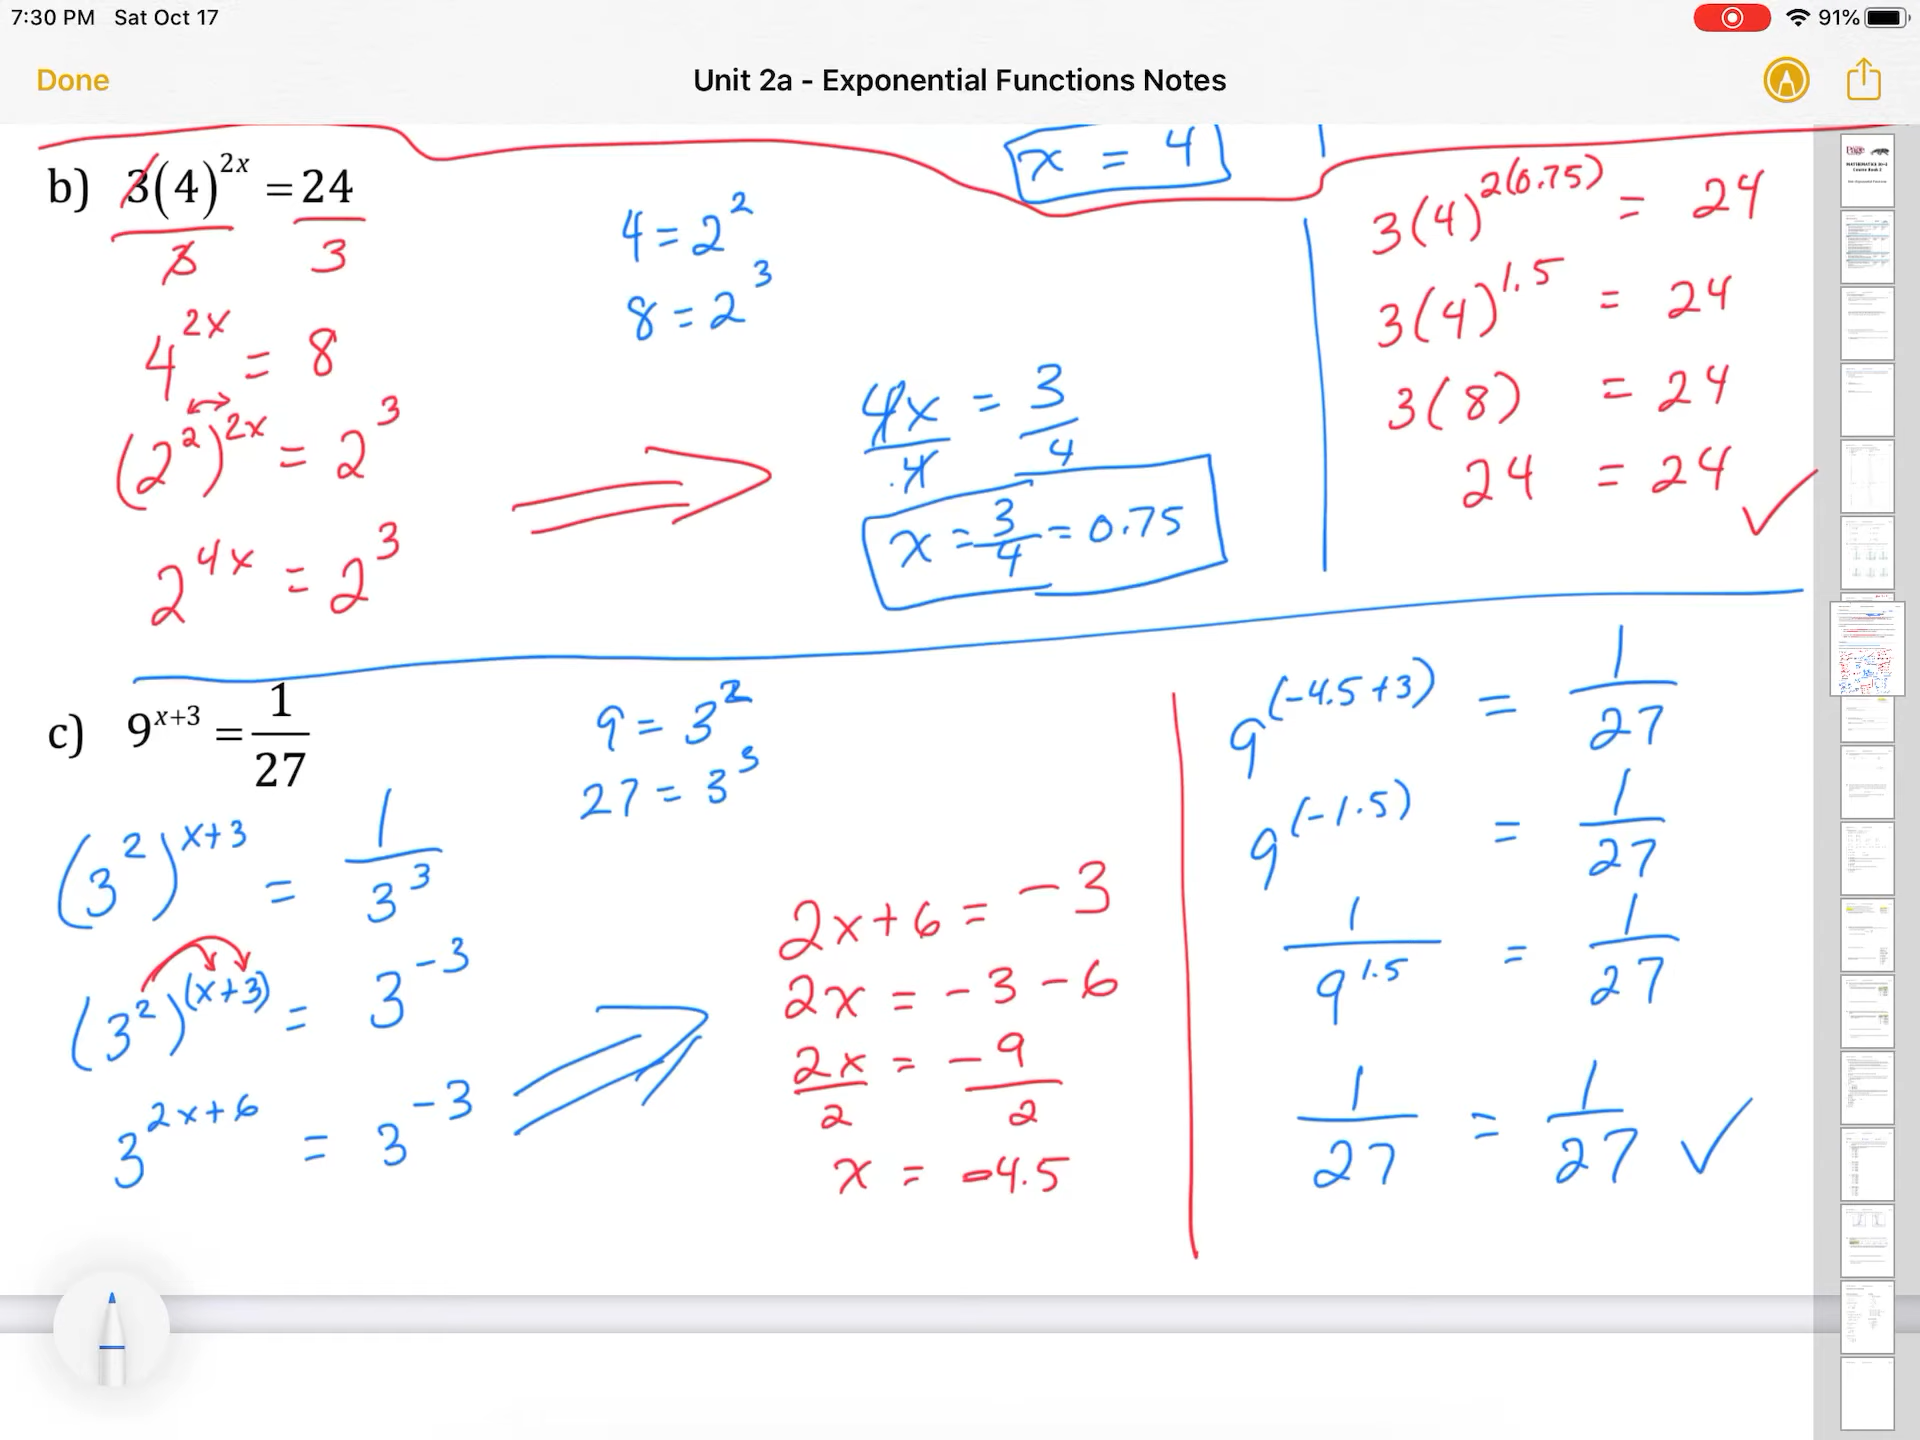 7:30 PM Sat Oct 17
91%
Done
Unit 2a - Exponential Functions Notes
x = 4
b) 3(4)^2x = 24
3 3
4^2x = 8
(2^2)^2x = 2^3
2^4x = 2^3
4 = 2^2
8 = 2^3
4x = 3
4 4
x = 3/4 = 0.75
3(4)^2(0.75) = 24
3(4)^1.5 = 24
3(8) = 24
24 = 24 ✓
c) 9^x+3 = 1/27
(3^2)^x+3 = 1/3^3
(3^2)^(x+3) = 3^-3
3^2x+6 = 3^-3
9 = 3^2
27 = 3^3
2x+6 = -3
2x = -3 -6
2x = -9
2 2
x = -4.5
9^(-4.5+3) = 1/27
9^(-1.5) = 1/27
1/9^1.5 = 1/27
1/27 = 1/27 ✓